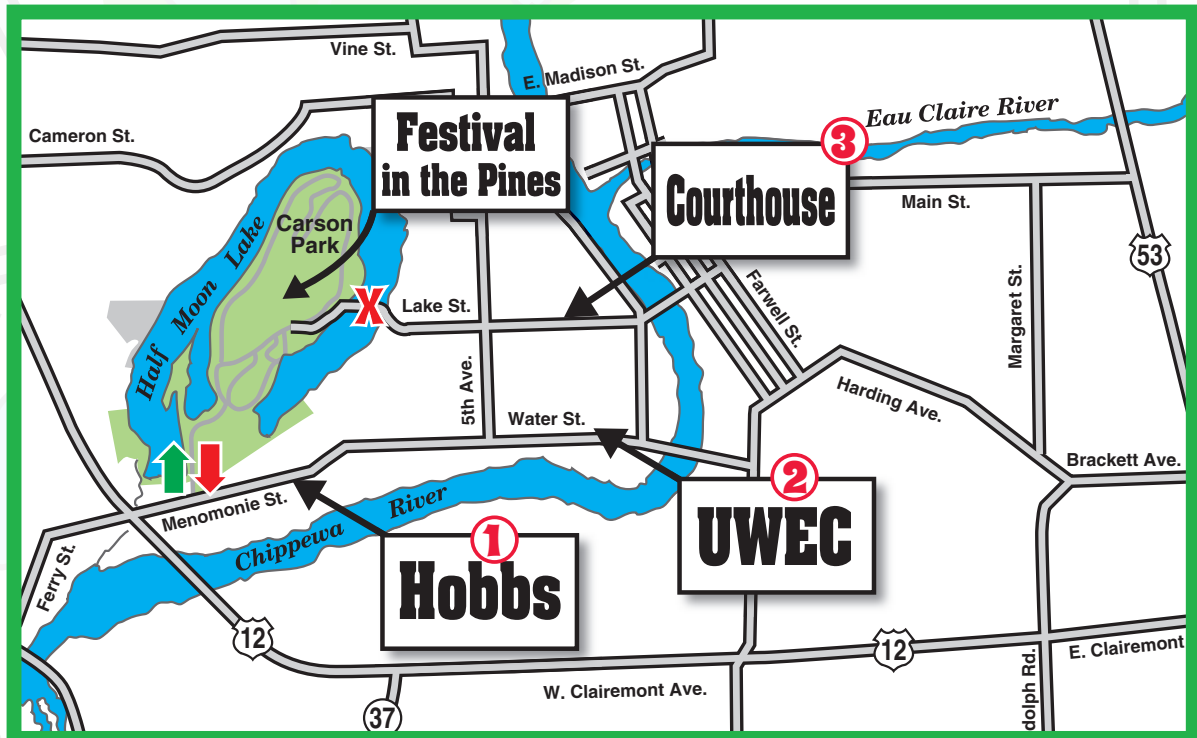 Vine St.
E. Madison St.
Eau Claire River
Cameron St.
Festival
in the Pines
3
Courthouse
Main St.
53
Carson
Park
Half Moon Lake
X
Lake St.
Farwell St.
Margaret St.
5th Ave.
Water St.
Harding Ave.
Brackett Ave.
Menomonie St.
Chippewa River
2
UWEC
1
Hobbs
Ferry St.
12
12
E. Clairemont
W. Clairemont Ave.
dolph Rd.
37